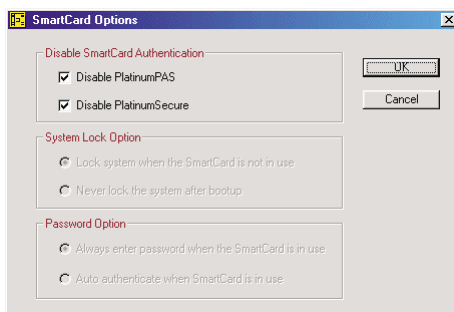 SmartCard Options
Disable SmartCard Authentication
Disable PlatinumPAS
Disable PlatinumSecure
OK
Cancel
System Lock Option
Lock system when the SmartCard is not in use
Never lock the system after bootup
Password Option
Always enter password when the SmartCard is in use
Auto authenticate when SmartCard is in use